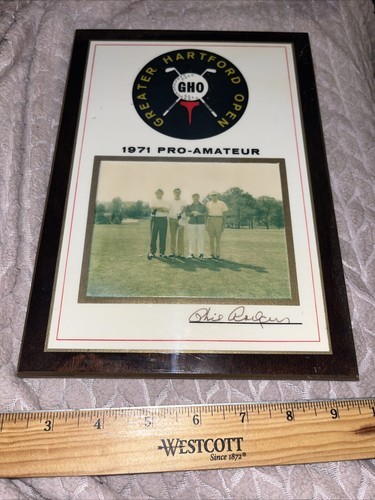 GREATER HARTFORD OPEN
GHO
1971 PRO-AMATEUR
Phil Rodgers
3 4 5 6 7 8 9
WESTCOTT
Since 1872